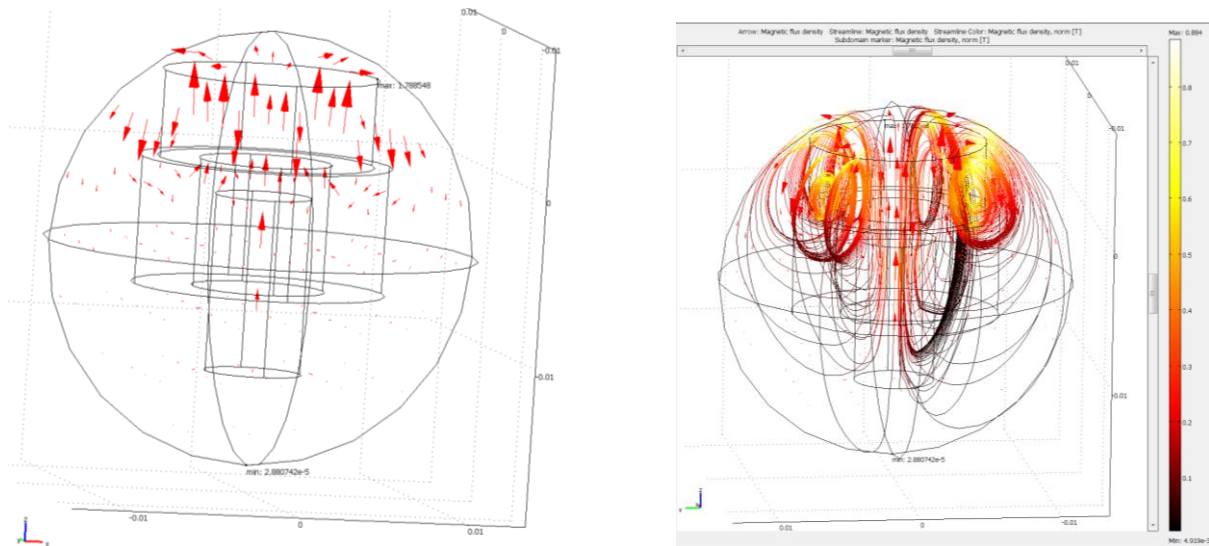 -0.01
0
0.01
max: 1.788548
0
-0.01
min: 2.880742e-5
-0.01
0
0.01
z
x
Arrow: Magnetic flux density Streamline: Magnetic flux density Streamline Color: Magnetic flux density, norm [T]
Subdomain marker: Magnetic flux density, norm [T]
Max: 0.894
0.01
0
-0.01
0
-0.01
min: 2.880742e-5
0.01
0
-0.01
z
0.8
0.7
0.6
0.5
0.4
0.3
0.2
0.1
0